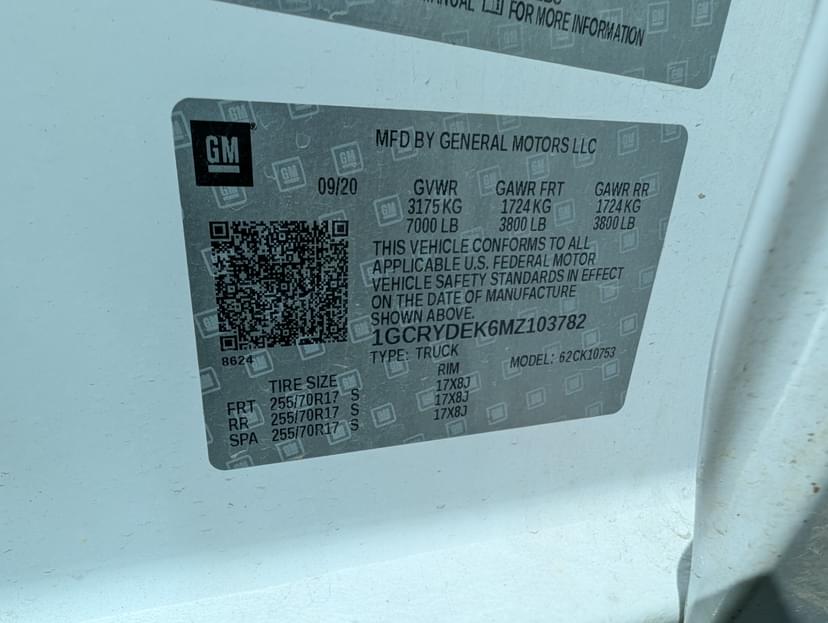 MANUAL FOR MORE INFORMATION
GM
MFD BY GENERAL MOTORS LLC
09/20 GVWR GAWR FRT GAWR RR
3175 KG 1724 KG 1724 KG
7000 LB 3800 LB 3800 LB
THIS VEHICLE CONFORMS TO ALL
APPLICABLE U.S. FEDERAL MOTOR
VEHICLE SAFETY STANDARDS IN EFFECT
ON THE DATE OF MANUFACTURE
SHOWN ABOVE.
1GCRYDEK6MZ103782
8624 TYPE: TRUCK MODEL: 62CK10753
TIRE SIZE RIM
FRT 255/70R17 S 17X8J
RR 255/70R17 S 17X8J
SPA 255/70R17 S 17X8J